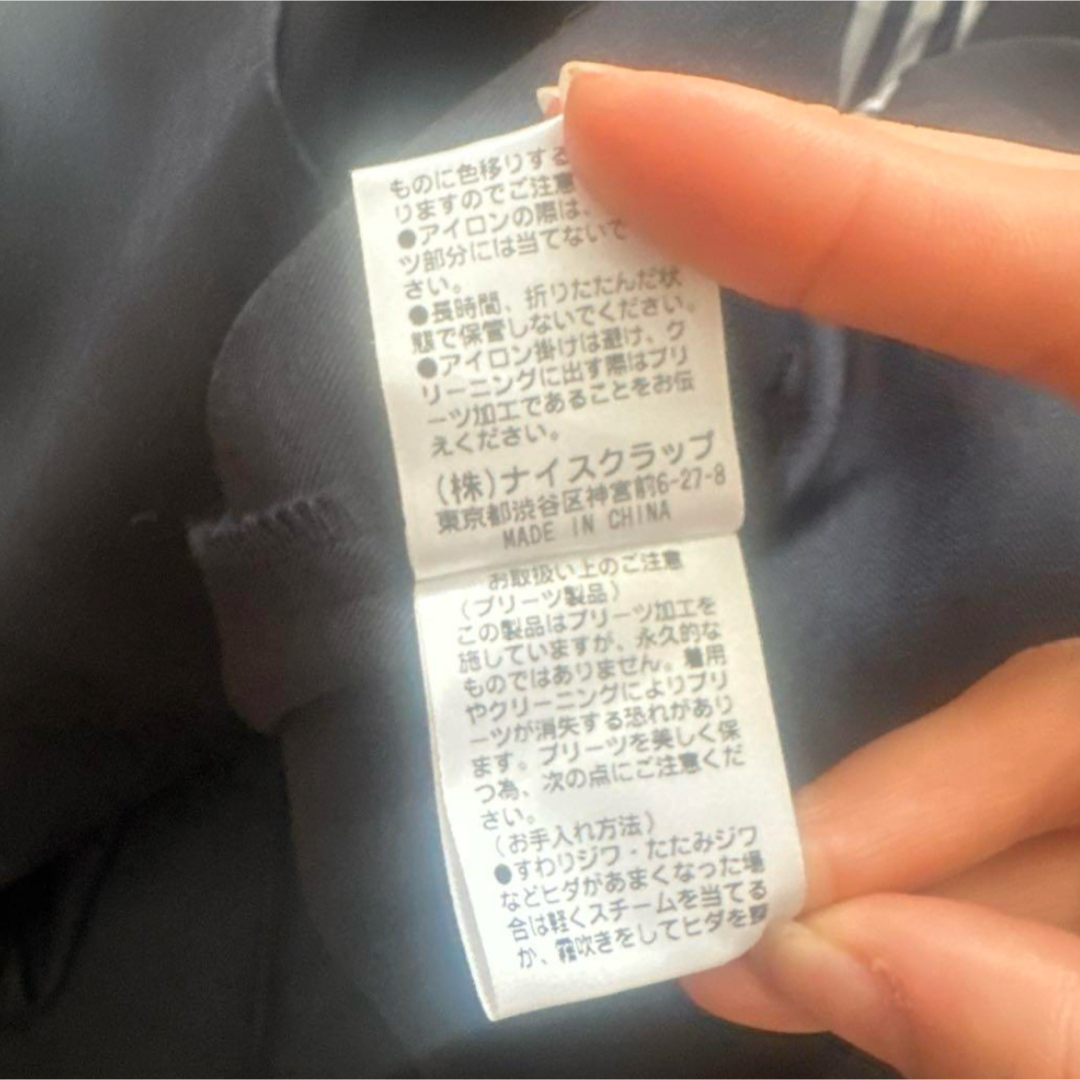 ものに色移りする
りますのでご注意
●アイロンの際は、
ツ部分には当てないで
さい。
●長時間、折りたたんだ状
態で保管しないでください。
●アイロン掛けは避け、ク
リーニングに出す際はプリ
ーツ加工であることをお伝
えください。
(株)ナイスクラップ
東京都渋谷区神宮前6-27-8
MADE IN CHINA
お取扱い上のご注意
(プリーツ製品)
この製品はプリーツ加工を
施していますが、永久的な
ものではありません。着用
やクリーニングによりプリ
ーツが消失する恐れがあり
ます。プリーツを美しく保
つ為、次の点にご注意くだ
さい。
(お手入れ方法)
●すわりジワ・たたみジワ
などヒダがあまくなった場
合は軽くスチームを当てる
か、霧吹きをしてヒダを整